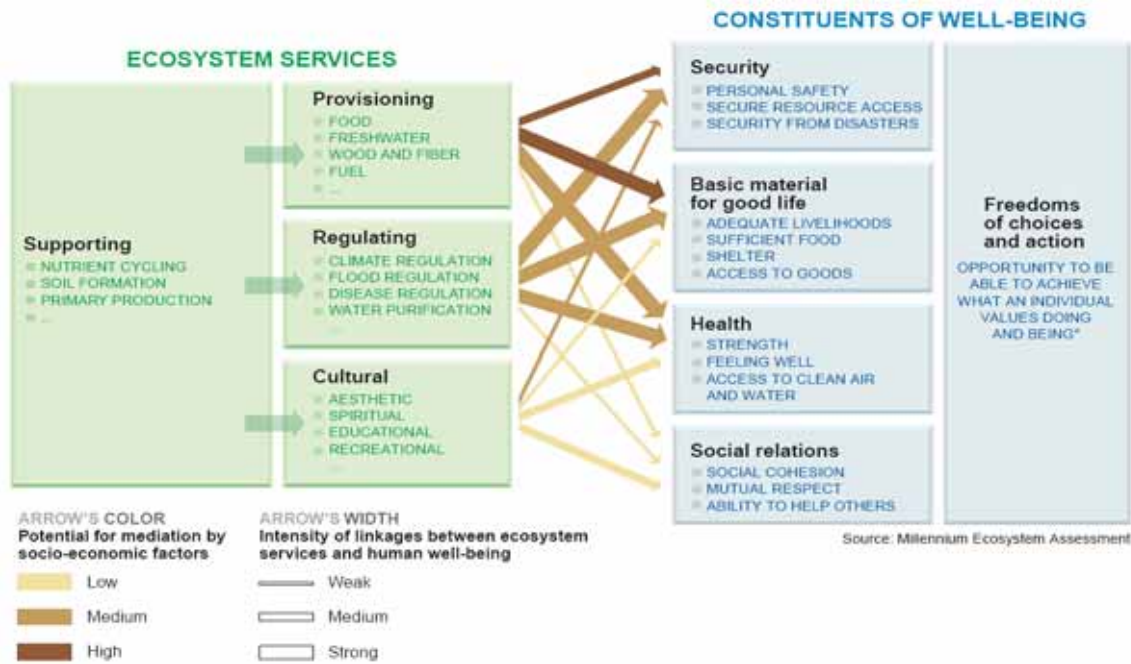 CONSTITUENTS OF WELL-BEING
ECOSYSTEM SERVICES
Supporting
NUTRIENT CYCLING
SOIL FORMATION
PRIMARY PRODUCTION
...
Provisioning
FOOD
FRESHWATER
WOOD AND FIBER
FUEL
...
Regulating
CLIMATE REGULATION
FLOOD REGULATION
DISEASE REGULATION
WATER PURIFICATION
...
Cultural
AESTHETIC
SPIRITUAL
EDUCATIONAL
RECREATIONAL
...
Security
PERSONAL SAFETY
SECURE RESOURCE ACCESS
SECURITY FROM DISASTERS
Basic material
for good life
ADEQUATE LIVELIHOODS
SUFFICIENT FOOD
SHELTER
ACCESS TO GOODS
Health
STRENGTH
FEELING WELL
ACCESS TO CLEAN AIR
AND WATER
Social relations
SOCIAL COHESION
MUTUAL RESPECT
ABILITY TO HELP OTHERS
Freedoms
of choices
and action
OPPORTUNITY TO BE
ABLE TO ACHIEVE
WHAT AN INDIVIDUAL
VALUES DOING
AND BEING"
Source: Millennium Ecosystem Assessment
ARROW'S COLOR
Potential for mediation by
socio-economic factors
Low
Medium
High
ARROW'S WIDTH
Intensity of linkages between ecosystem
services and human well-being
Weak
Medium
Strong